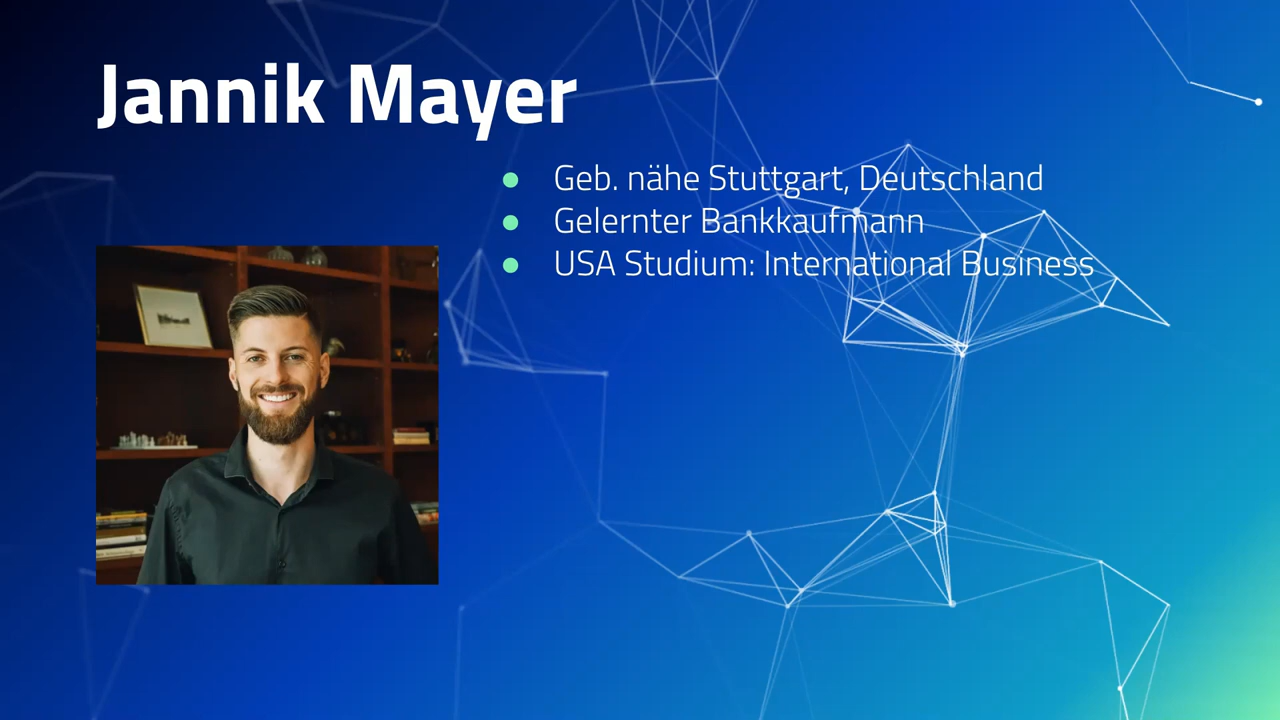 Jannik Mayer
Geb. nähe Stuttgart, Deutschland
Gelernter Bankkaufmann
USA Studium: International Business